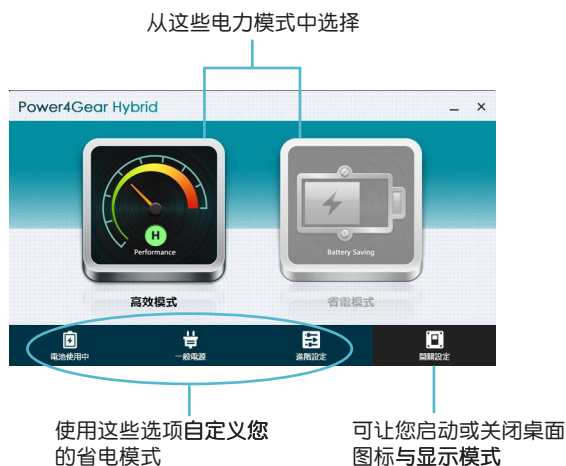 从这些电力模式中选择
Power4Gear Hybrid
H
Performance
Battery Saving
高效模式
省電模式
電池使用中
一般電源
進階設定
開關設定
使用这些选项自定义您
的省电模式
可让您启动或关闭桌面
图标与显示模式